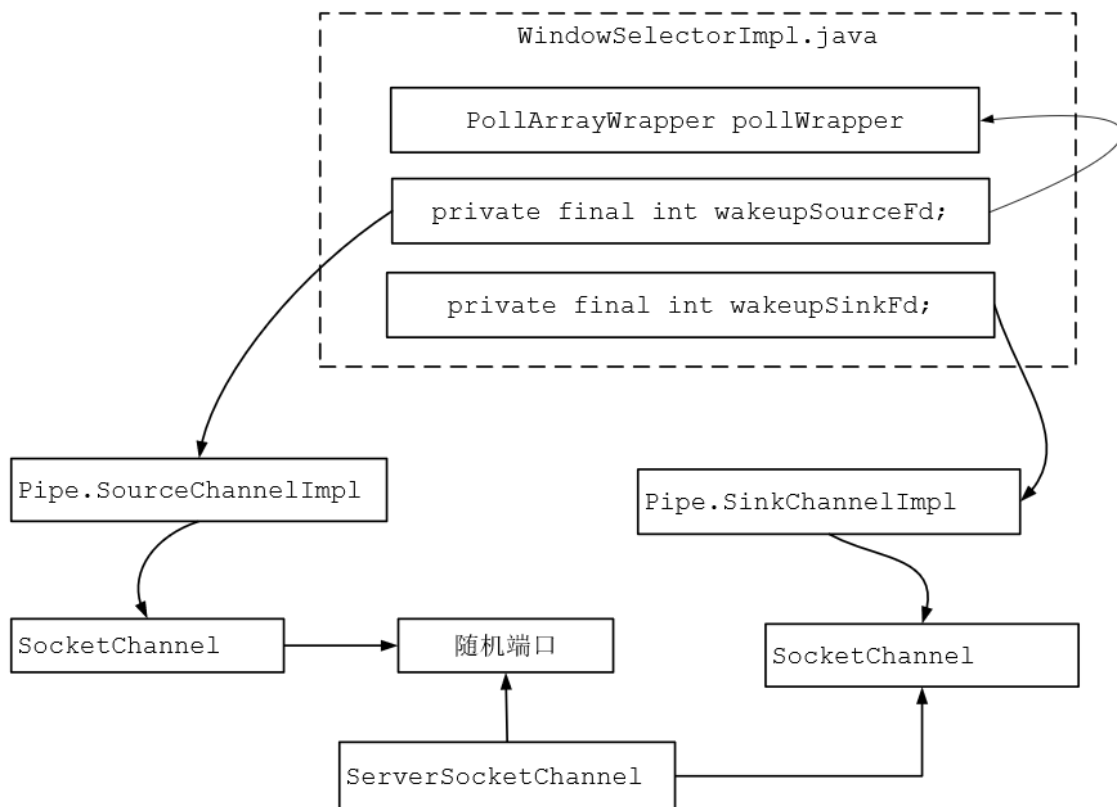 WindowSelectorImpl.java
PollArrayWrapper pollWrapper
private final int wakeupSourceFd;
private final int wakeupSinkFd;
Pipe.SourceChannelImpl
Pipe.SinkChannelImpl
SocketChannel
随机端口
SocketChannel
ServerSocketChannel